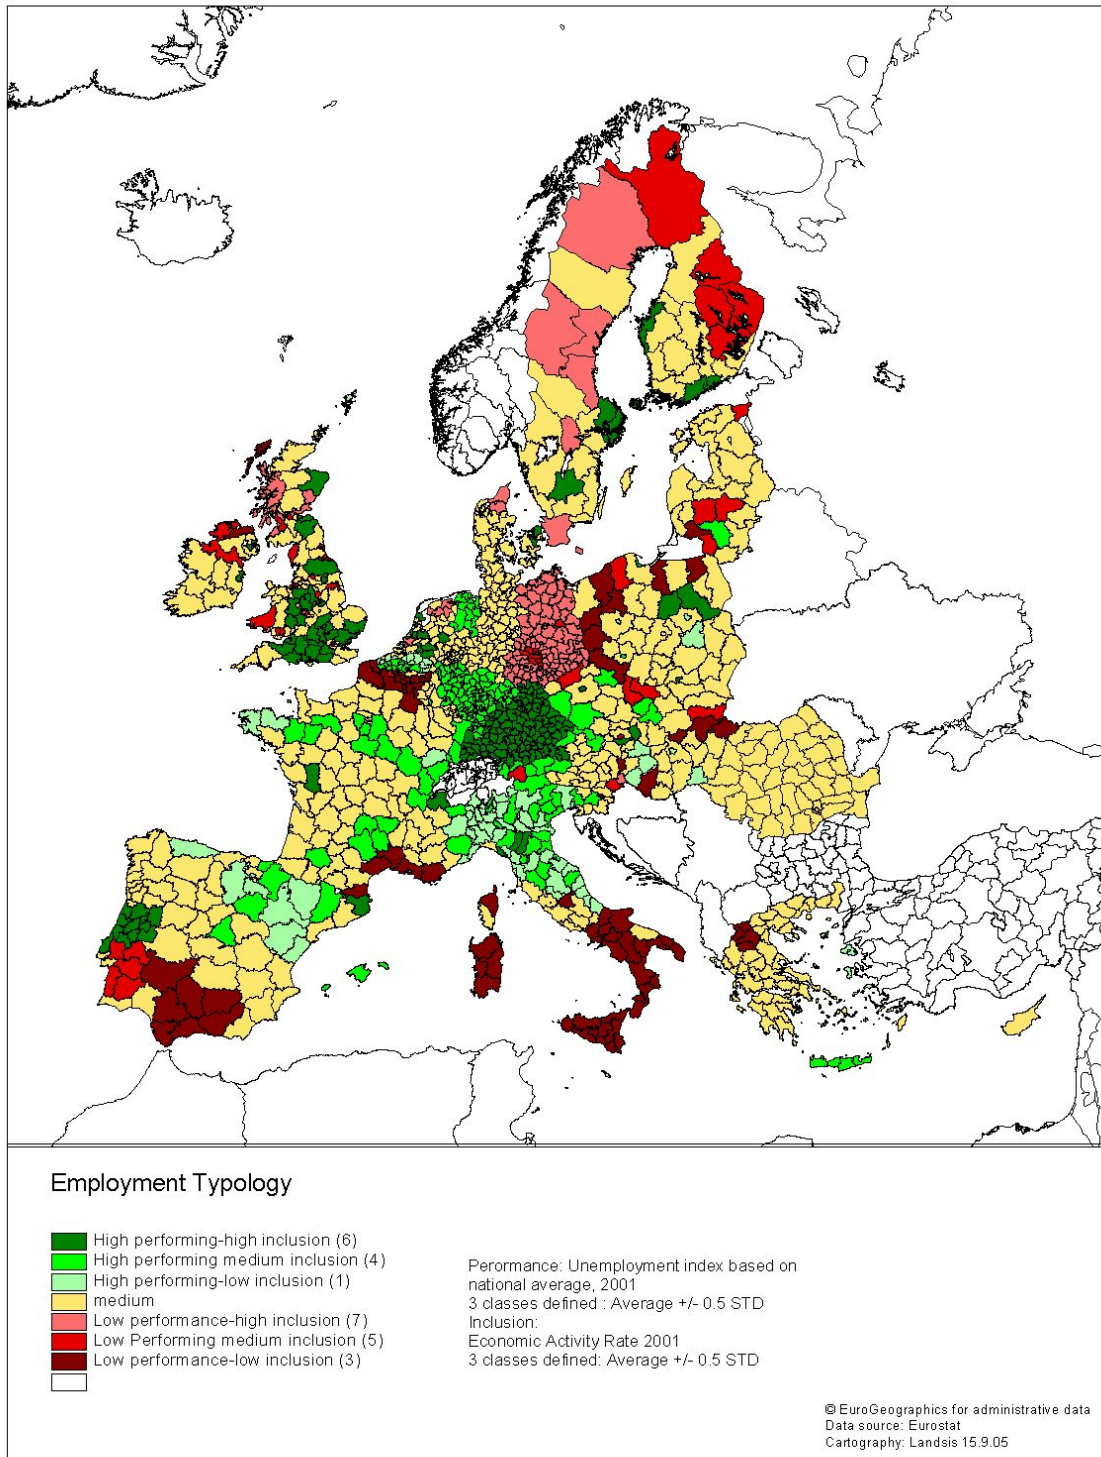 Employment Typology
High performing-high inclusion (6)
High performing medium inclusion (4)
High performing-low inclusion (1)
medium
Low performance-high inclusion (7)
Low Performing medium inclusion (5)
Low performance-low inclusion (3)
Perormance: Unemployment index based on
national average, 2001
3 classes defined : Average +/- 0.5 STD
Inclusion:
Economic Activity Rate 2001
3 classes defined: Average +/- 0.5 STD
© EuroGeographics for administrative data
Data source: Eurostat
Cartography: Landsis 15.9.05